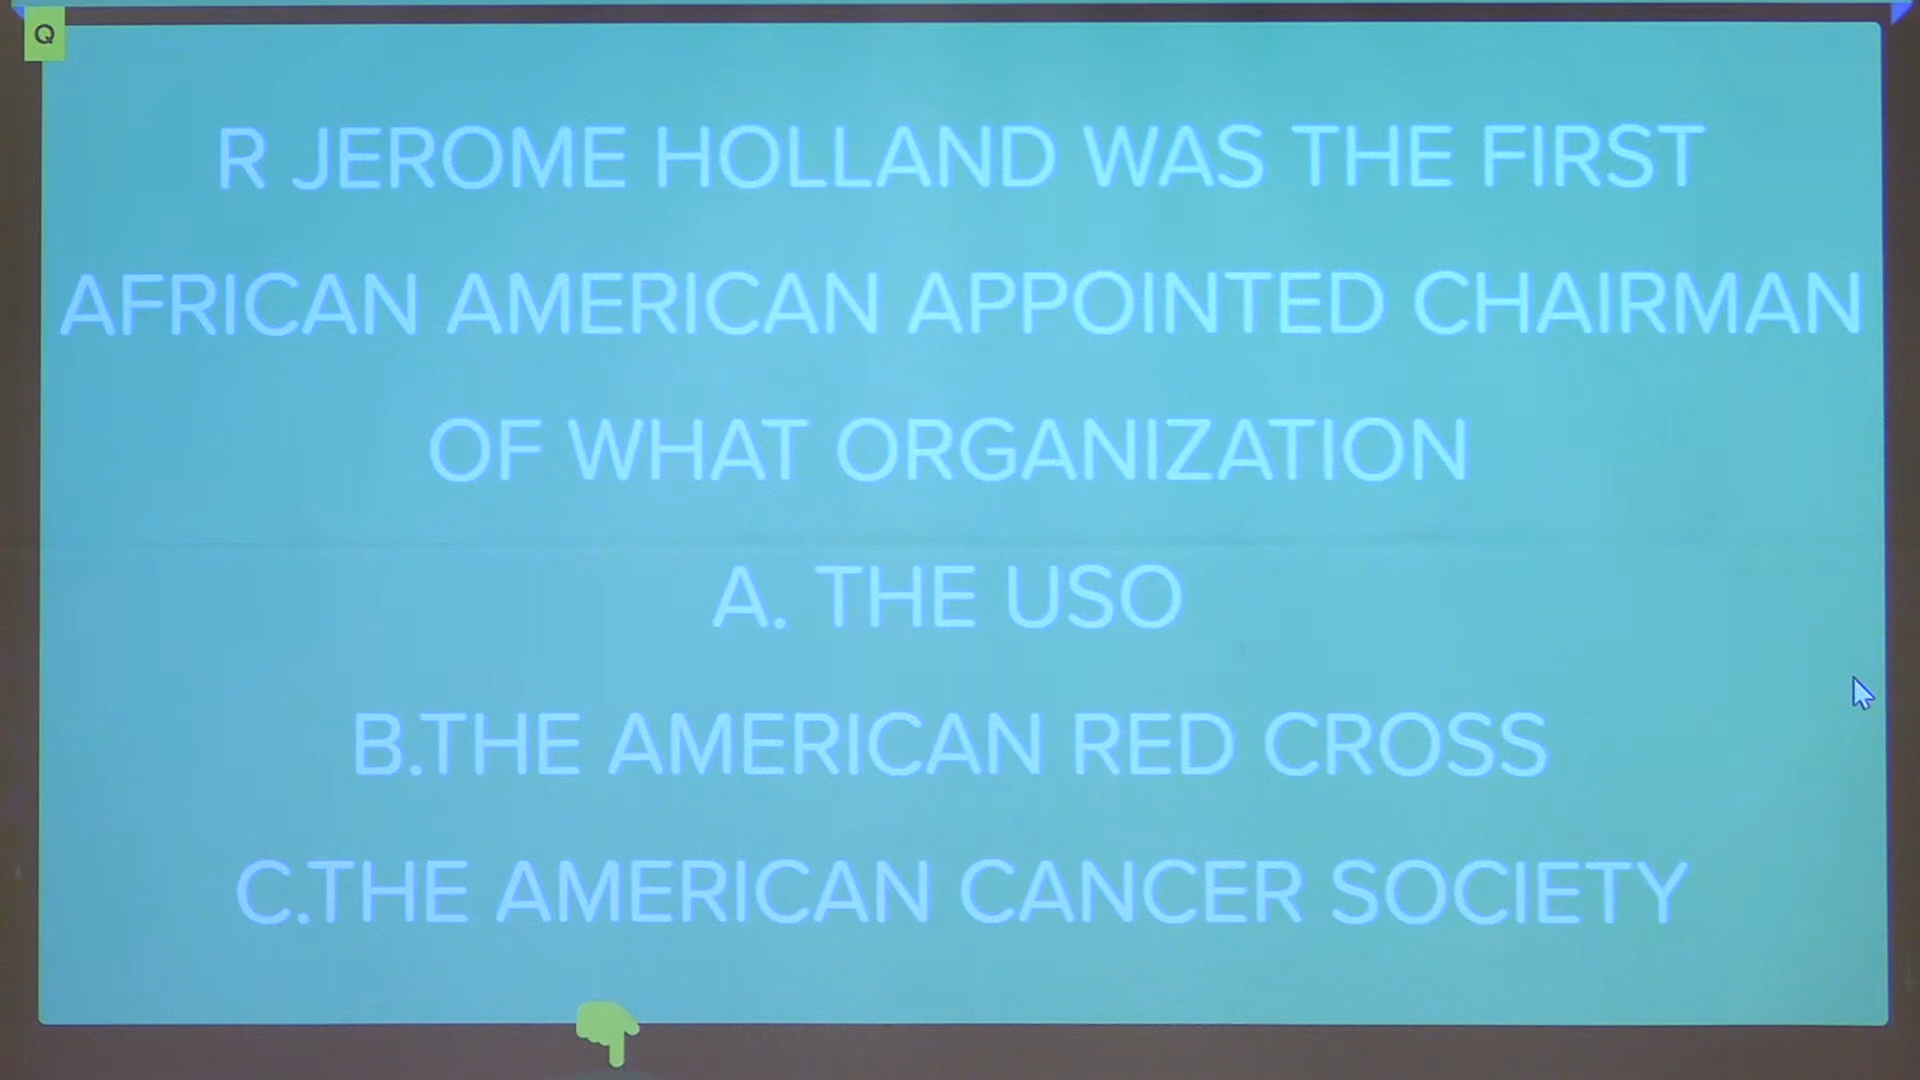 Q
R JEROME HOLLAND WAS THE FIRST
AFRICAN AMERICAN APPOINTED CHAIRMAN
OF WHAT ORGANIZATION
A. THE USO
B.THE AMERICAN RED CROSS
C.THE AMERICAN CANCER SOCIETY